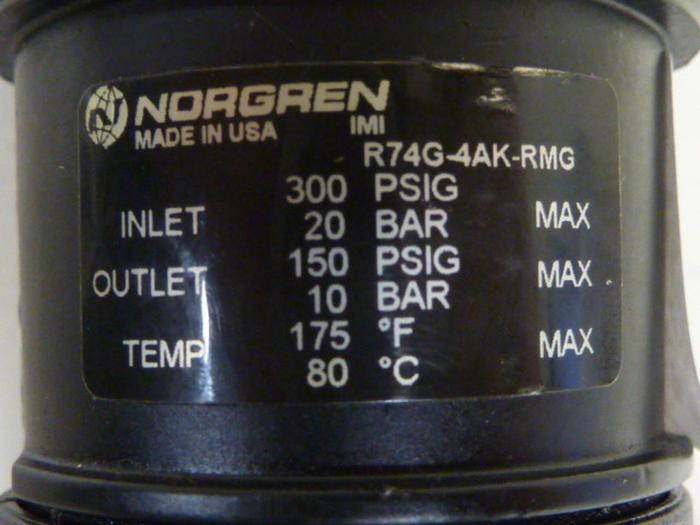 NORGREN
MADE IN USA IMI
R74G-4AK-RMG
300 PSIG
INLET 20 BAR MAX
150 PSIG
OUTLET 10 BAR MAX
175 °F
TEMP 80 °C MAX